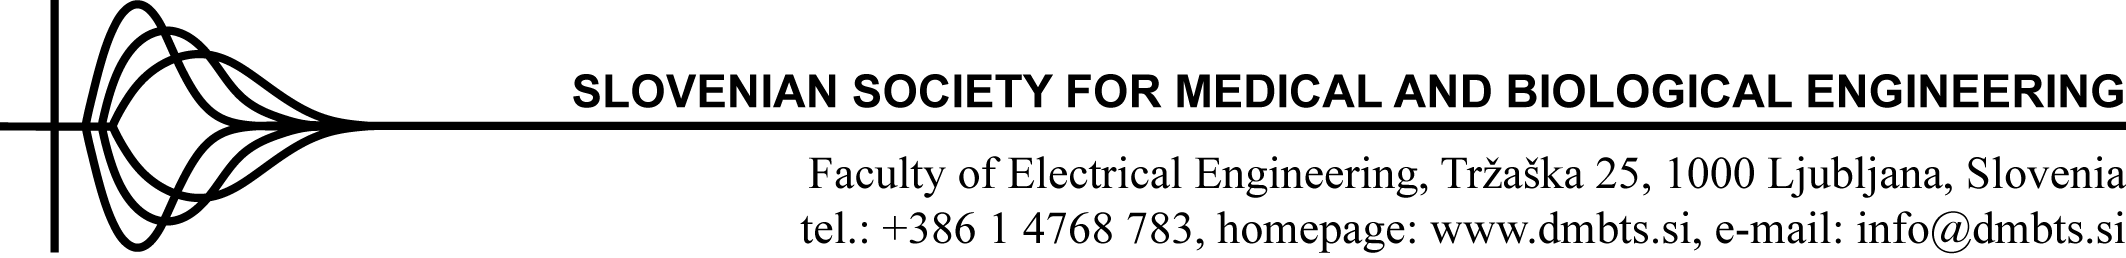 SLOVENIAN SOCIETY FOR MEDICAL AND BIOLOGICAL ENGINEERING
Faculty of Electrical Engineering, Tržaška 25, 1000 Ljubljana, Slovenia
tel.: +386 1 4768 783, homepage: www.dmbts.si, e-mail: info@dmbts.si